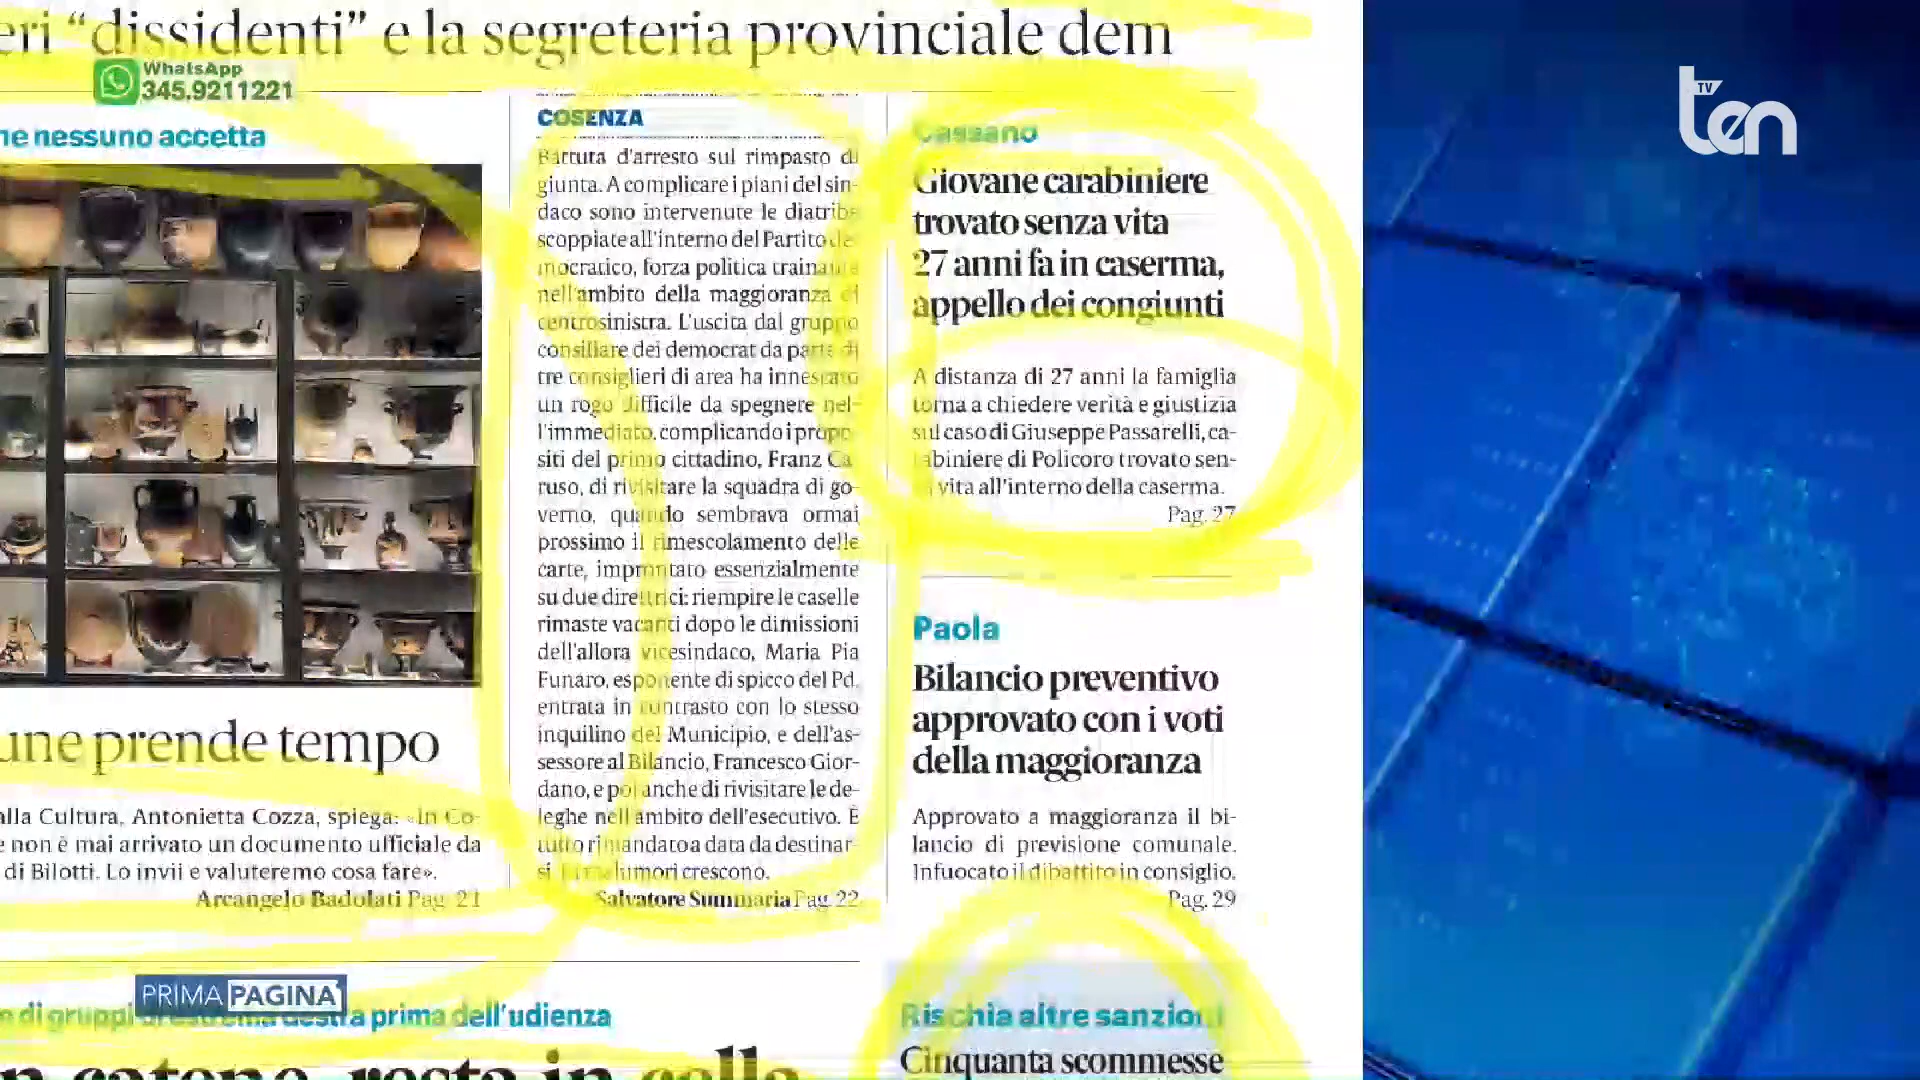 eri “dissidenti” e la segreteria provinciale dem
WhatsApp
345.9211221
TV
ten
he nessuno accetta
une prende tempo
alla Cultura, Antonietta Cozza, spiega: «In Co-
e non è mai arrivato un documento ufficiale da
di Bilotti. Lo invii e valuteremo cosa fare».
Arcangelo Badolati Pag. 21
COSENZA
Battuta d'arresto sul rimpasto di
giunta. A complicare i piani del sin-
daco sono intervenute le diatribe
scoppiate all'interno del Partito de-
mocratico, forza politica trainante
nell'ambito della maggioranza di
centrosinistra. L'uscita dal gruppo
consiliare dei democrat da parte di
tre consiglieri di area ha innescato
un rogo difficile da spegnere nel-
l'immediato, complicando i propo-
siti del primo cittadino, Franz Ca-
ruso, di rivisitare la squadra di go-
verno, quando sembrava ormai
prossimo il rimescolamento delle
carte, improntato essenzialmente
su due direttrici: riempire le caselle
rimaste vacanti dopo le dimissioni
dell'allora vicesindaco, Maria Pia
Funaro, esponente di spicco del Pd,
entrata in contrasto con lo stesso
inquilino del Municipio, e dell'as-
sessore al Bilancio, Francesco Gior-
dano, e poi anche di rivisitare le de-
leghe nell'ambito dell'esecutivo. È
tutto rimandato a data da destinar-
si. I malumori crescono.
Salvatore Summaria Pag. 22
Cassano
Giovane carabiniere
trovato senza vita
27 anni fa in caserma,
appello dei congiunti
A distanza di 27 anni la famiglia
torna a chiedere verità e giustizia
sul caso di Giuseppe Passarelli, ca-
rabiniere di Policoro trovato sen-
za vita all'interno della caserma.
Pag. 27
Paola
Bilancio preventivo
approvato con i voti
della maggioranza
Approvato a maggioranza il bi-
lancio di previsione comunale.
Infuocato il dibattito in consiglio.
Pag. 29
PRIMA PAGINA
e di gruppi di estrema destra prima dell'udienza
n catene, resta in cella
Rischia altre sanzioni
Cinquanta scommesse